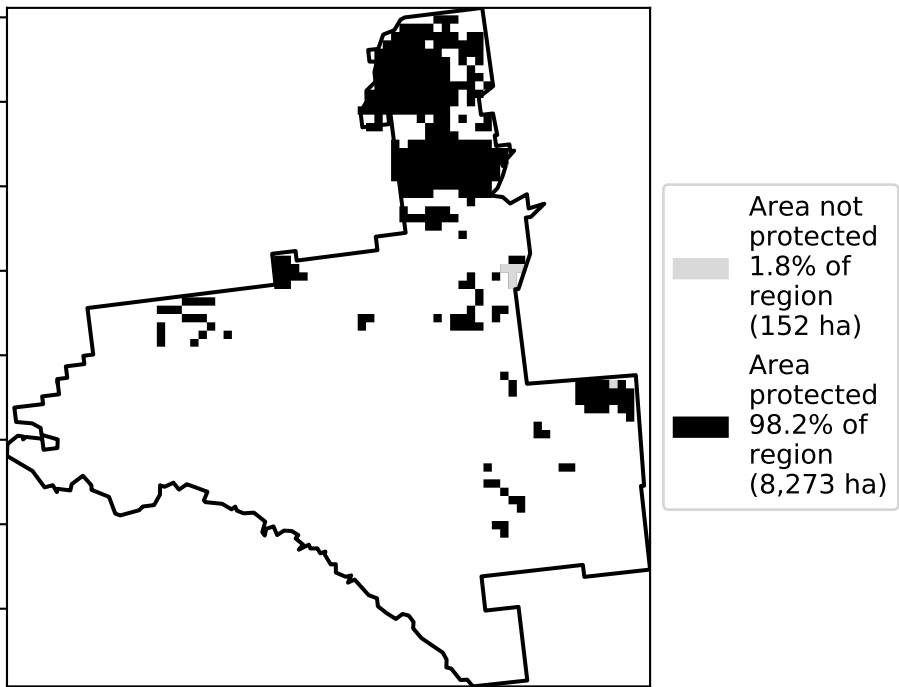 Area not
protected
1.8% of
region
(152 ha)
Area
protected
98.2% of
region
(8,273 ha)